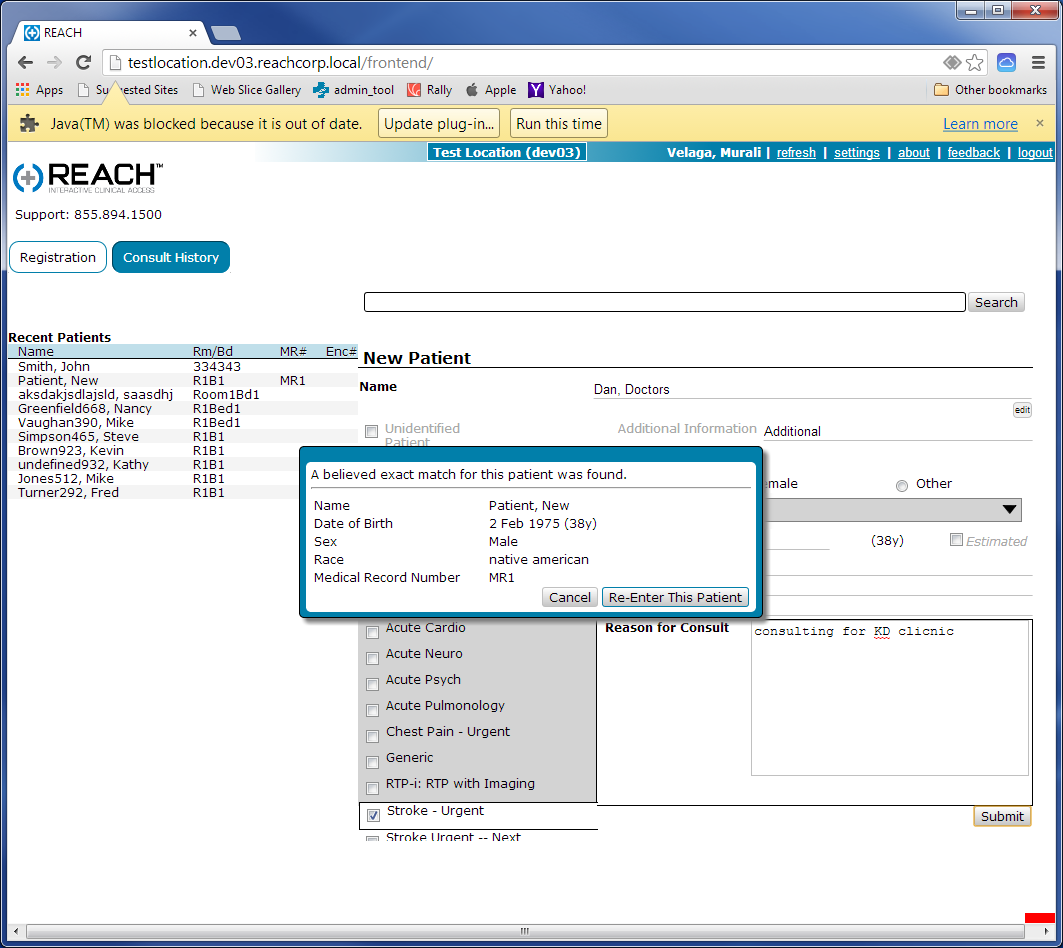 REACH
testlocation.dev03.reachcorp.local/frontend/
Apps Su ested Sites Web Slice Gallery admin_tool Rally Apple Yahoo! Other bookmarks
Java(TM) was blocked because it is out of date. Update plug-in... Run this time Learn more
Test Location (dev03) Velaga, Murali | refresh | settings | about | feedback | logout
REACH™
INTERACTIVE CLINICAL ACCESS
Support: 855.894.1500
Registration Consult History
Search
Recent Patients
Name Rm/Bd MR# Enc#
Smith, John 334343
Patient, New R1B1 MR1
aksdakjsdlajsld, saasdhj Room1Bd1
Greenfield668, Nancy R1Bed1
Vaughan390, Mike R1Bed1
Simpson465, Steve R1B1
Brown923, Kevin R1B1
undefined932, Kathy R1B1
Jones512, Mike R1B1
Turner292, Fred R1B1
New Patient
Name Dan, Doctors
edit
Unidentified Patient Additional Information Additional
male Other
(38y) Estimated
A believed exact match for this patient was found.
Name Patient, New
Date of Birth 2 Feb 1975 (38y)
Sex Male
Race native american
Medical Record Number MR1
Cancel Re-Enter This Patient
Acute Cardio
Acute Neuro
Acute Psych
Acute Pulmonology
Chest Pain - Urgent
Generic
RTP-i: RTP with Imaging
Stroke - Urgent
Stroke Urgent -- Next
Reason for Consult consulting for KD clicnic
Submit